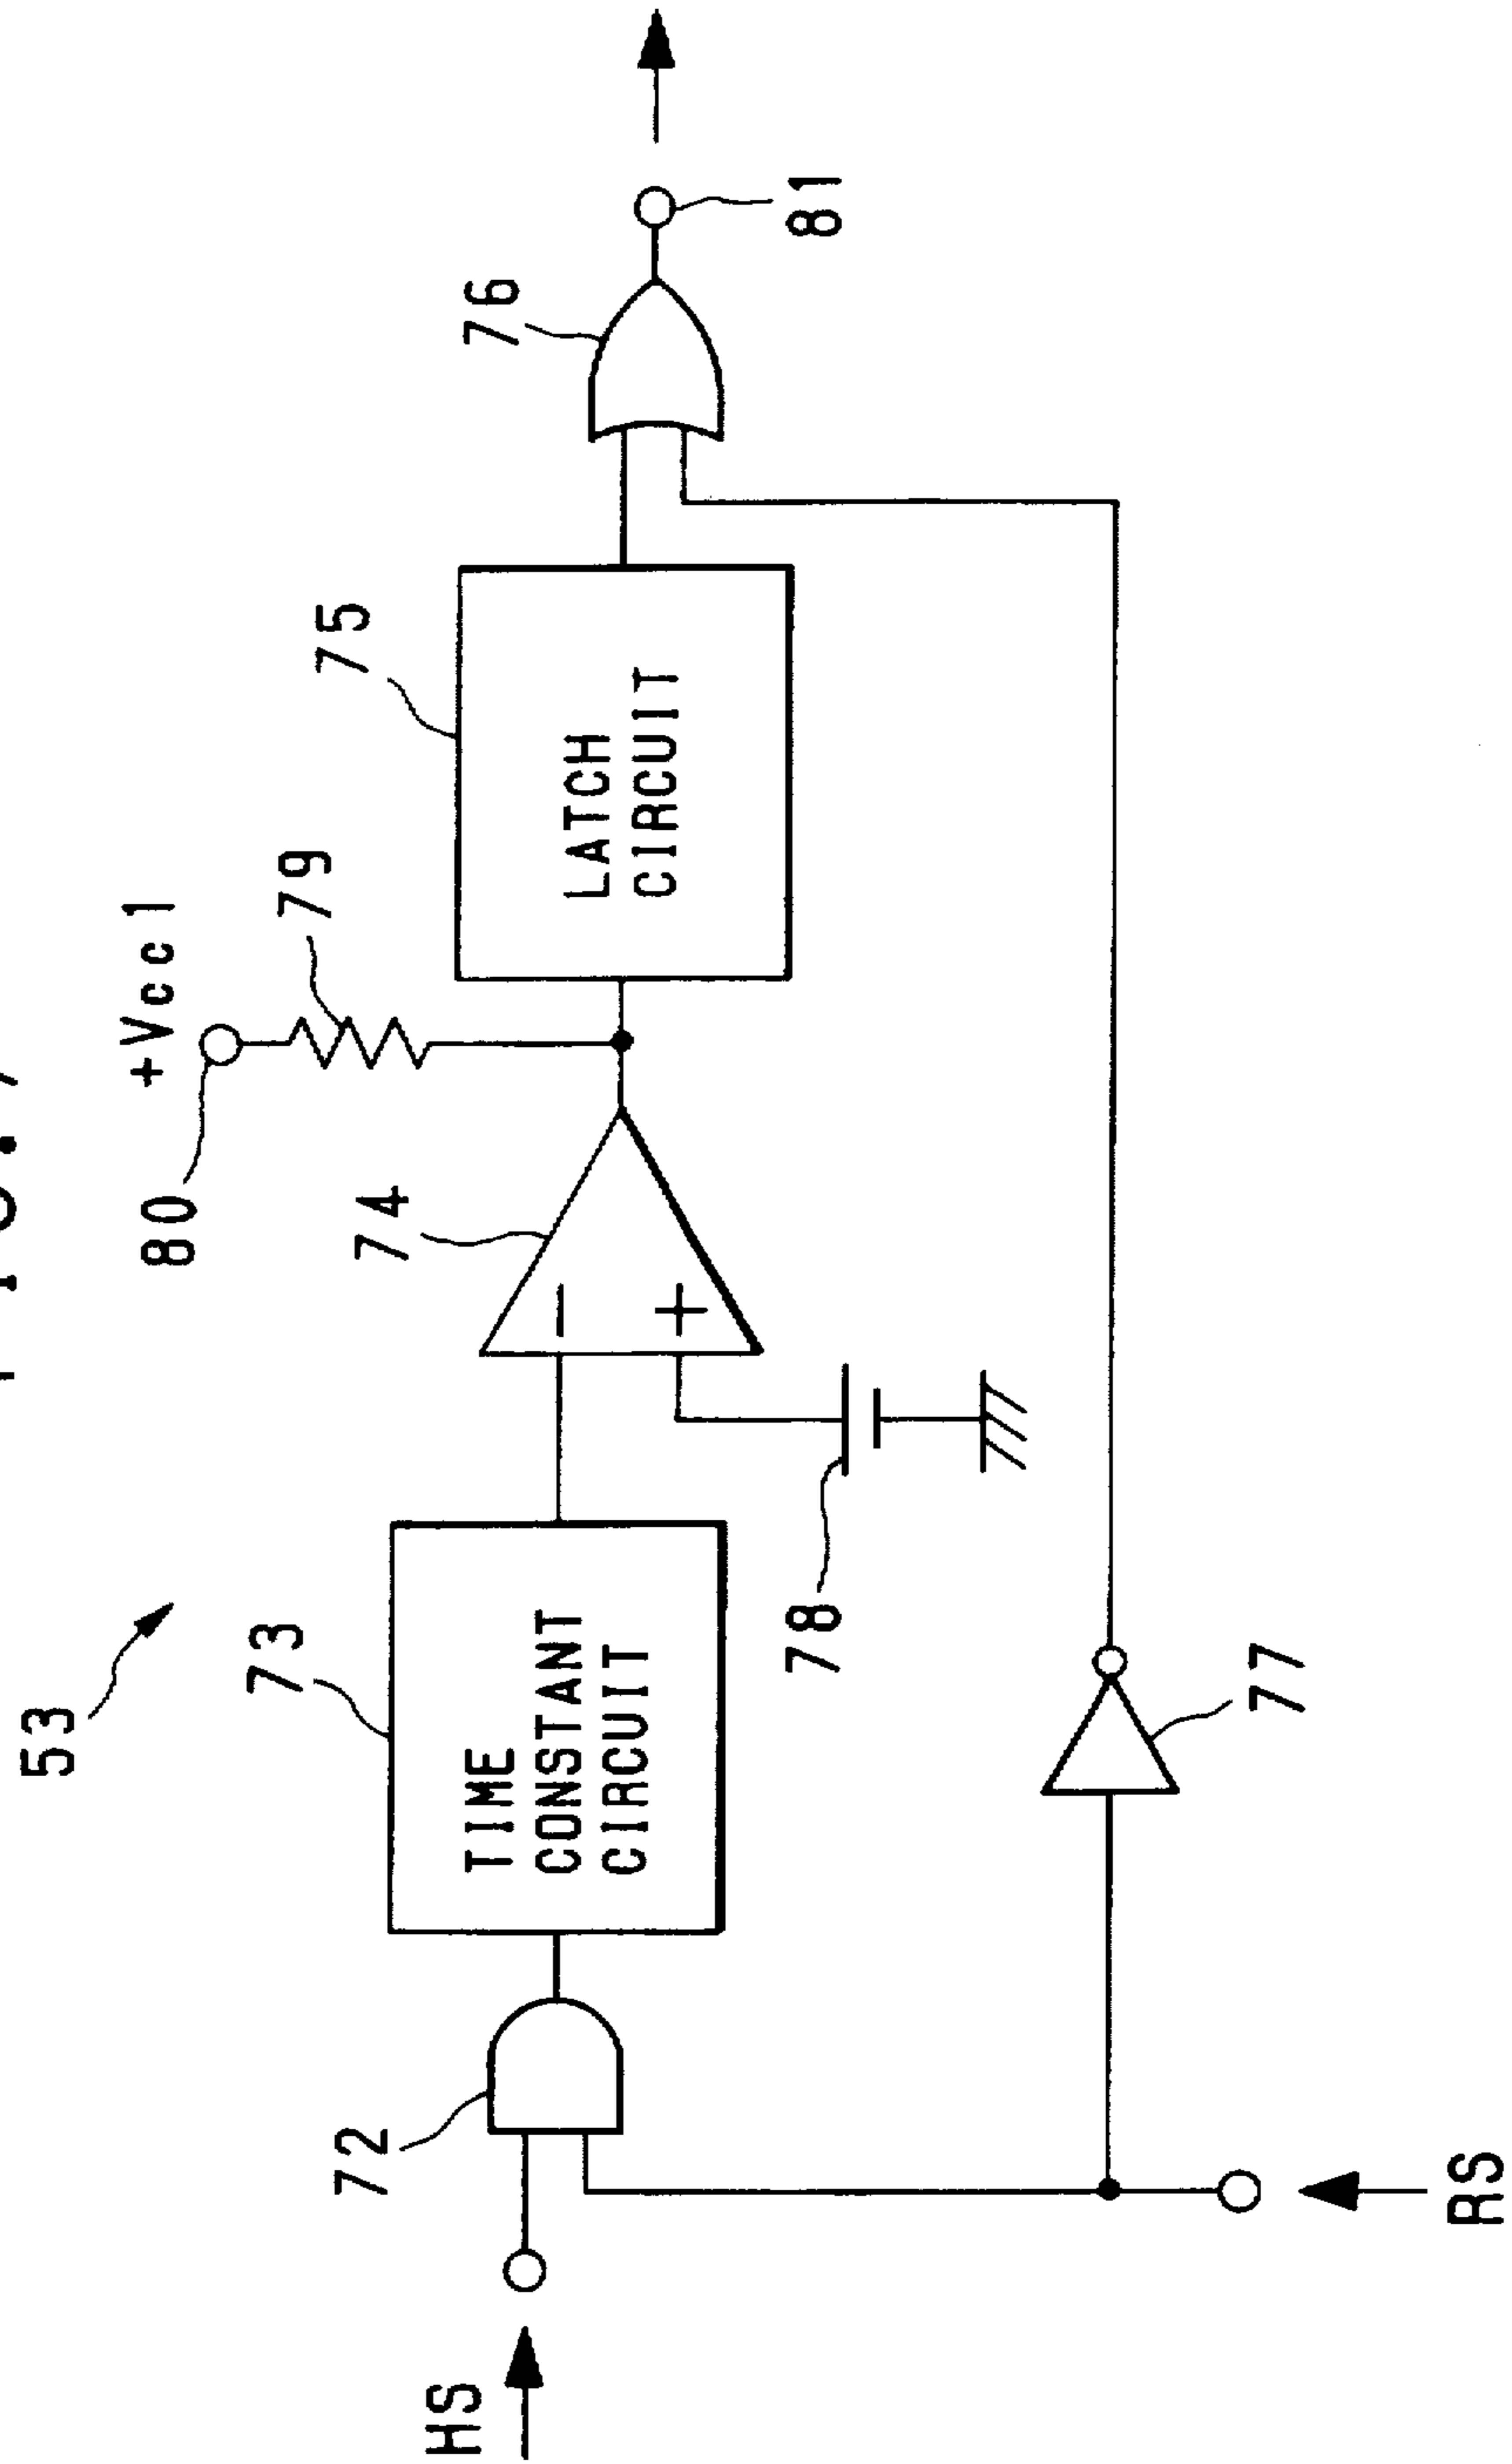 53
80
+Vcc1
79
73
74
75
76
72
TIME
CONSTANT
CIRCUIT
LATCH
CIRCUIT
HS
78
81
77
RS